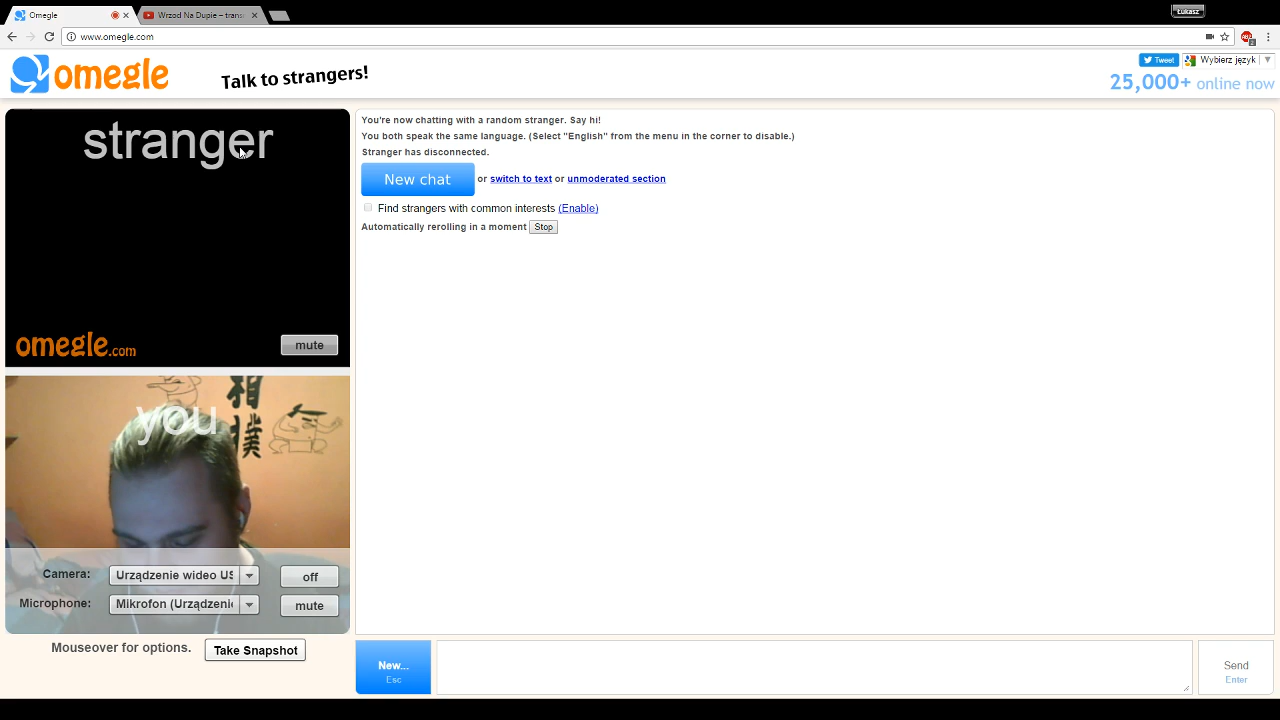 Omegle
Wrzod Na Dupie – trans
Łukasz
www.omegle.com
omegle
Talk to strangers!
Tweet
Wybierz język
25,000+ online now
stranger
omegle.com
mute
You're now chatting with a random stranger. Say hi!
You both speak the same language. (Select "English" from the menu in the corner to disable.)
Stranger has disconnected.
New chat or switch to text or unmoderated section
Find strangers with common interests (Enable)
Automatically rerolling in a moment Stop
you
相
撲
Camera: Urządzenie wideo US off
Microphone: Mikrofon (Urządzeni mute
Mouseover for options. Take Snapshot
New...
Esc
Send
Enter